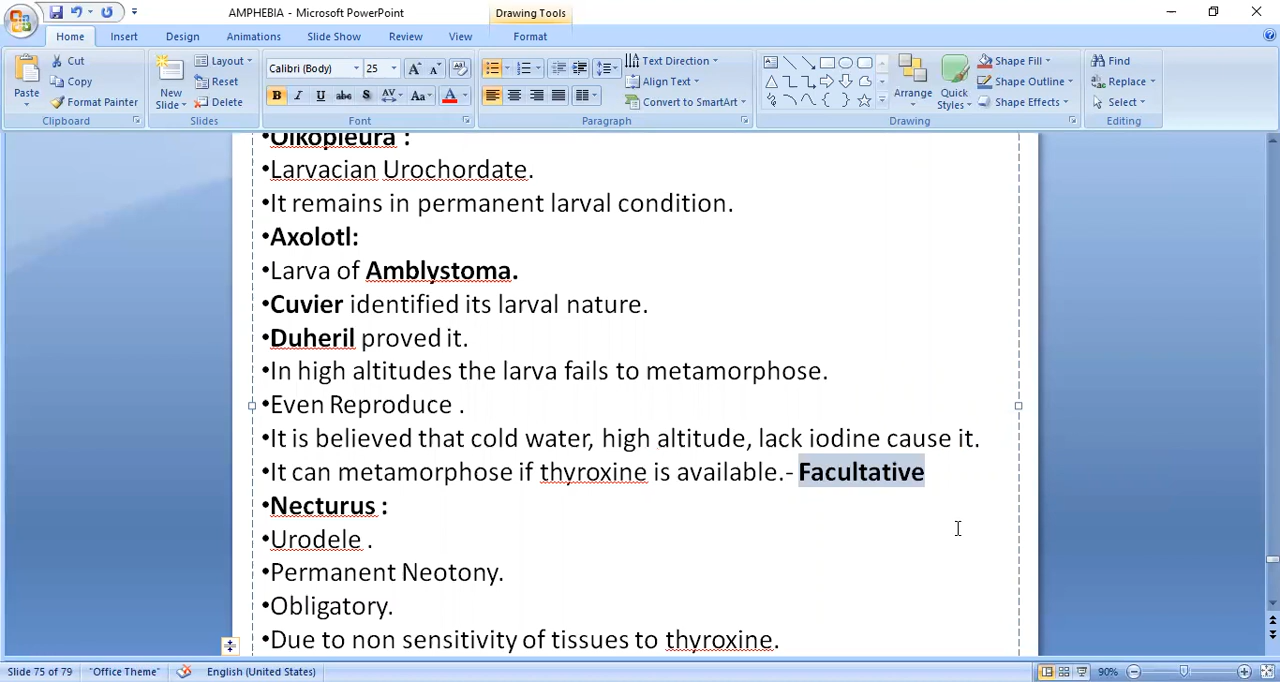 AMPHEBIA - Microsoft PowerPoint
Drawing Tools
Home Insert Design Animations Slide Show Review View Format
Paste
Cut
Copy
Format Painter
Clipboard
New Slide
Layout
Reset
Delete
Slides
Calibri (Body) 25
B I U abe S AV Aa A
Font
Text Direction
Align Text
Convert to SmartArt
Paragraph
Arrange
Quick Styles
Shape Fill
Shape Outline
Shape Effects
Drawing
Find
Replace
Select
Editing
•Oikopleura :
•Larvacian Urochordate.
•It remains in permanent larval condition.
•Axolotl:
•Larva of Amblystoma.
•Cuvier identified its larval nature.
•Duheril proved it.
•In high altitudes the larva fails to metamorphose.
•Even Reproduce .
•It is believed that cold water, high altitude, lack iodine cause it.
•It can metamorphose if thyroxine is available.- Facultative
•Necturus :
•Urodele .
•Permanent Neotony.
•Obligatory.
•Due to non sensitivity of tissues to thyroxine.
Slide 75 of 79 "Office Theme" English (United States) 90%